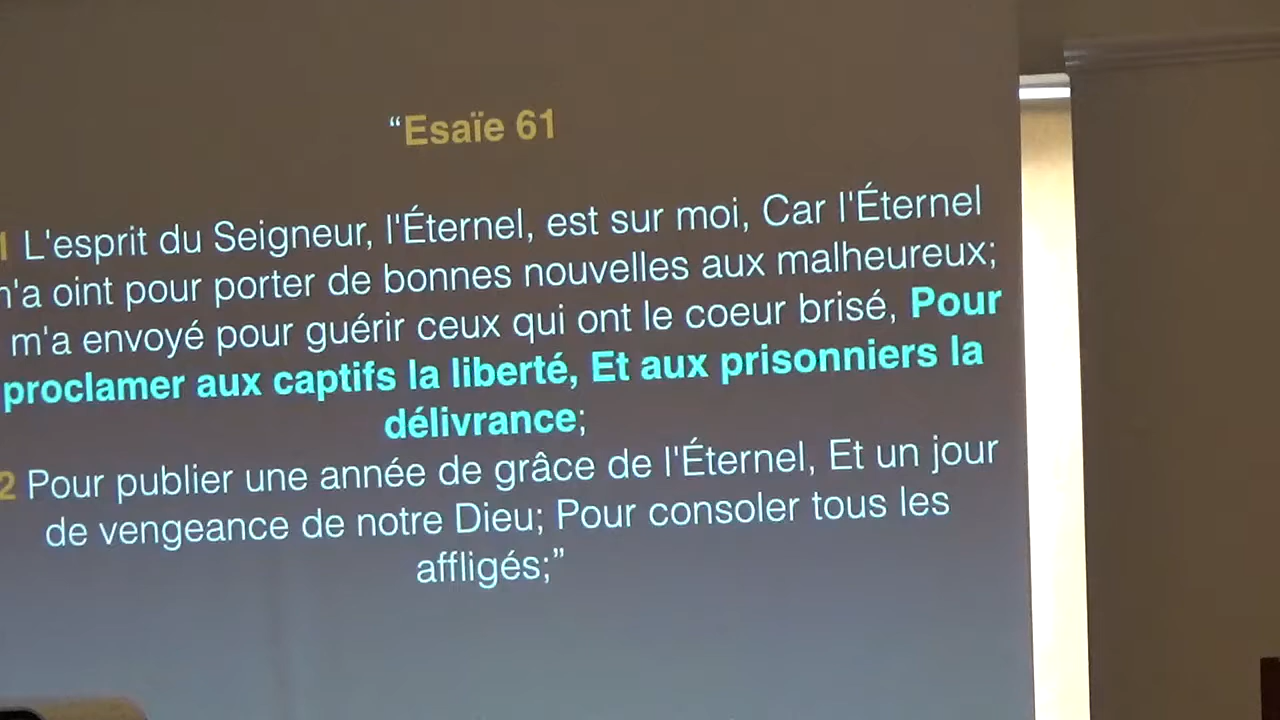 “Esaïe 61
1 L'esprit du Seigneur, l'Éternel, est sur moi, Car l'Éternel
m'a oint pour porter de bonnes nouvelles aux malheureux;
m'a envoyé pour guérir ceux qui ont le coeur brisé, Pour
proclamer aux captifs la liberté, Et aux prisonniers la
délivrance;
2 Pour publier une année de grâce de l'Éternel, Et un jour
de vengeance de notre Dieu; Pour consoler tous les
affligés;”